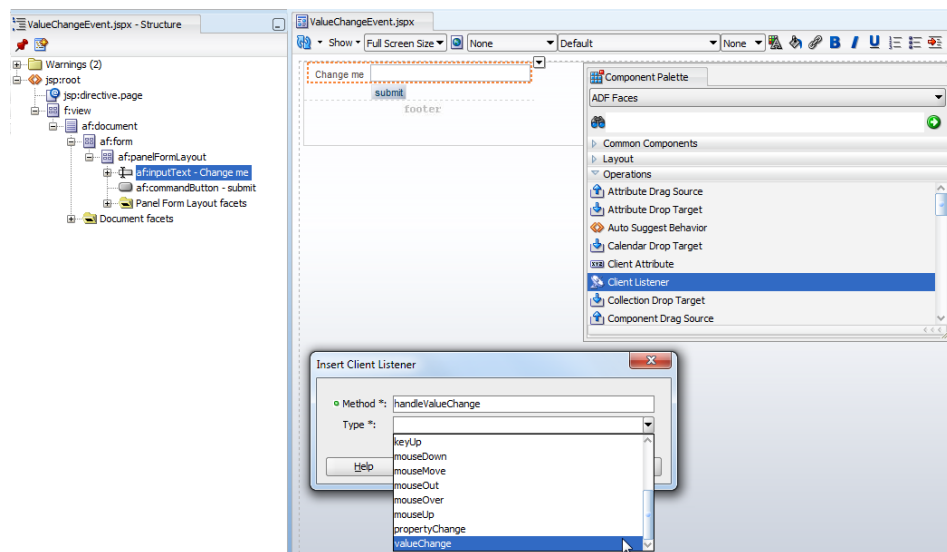 ValueChangeEvent.jspx - Structure
Warnings (2)
jsp:root
jsp:directive.page
f:view
af:document
af:form
af:panelFormLayout
af:inputText - Change me
af:commandButton - submit
Panel Form Layout facets
Document facets
ValueChangeEvent.jspx
Show Full Screen Size None Default None B I U
Change me
submit
footer
Component Palette
ADF Faces
Common Components
Layout
Operations
Attribute Drag Source
Attribute Drop Target
Auto Suggest Behavior
Calendar Drop Target
XYZ Client Attribute
Client Listener
Collection Drop Target
Component Drag Source
Insert Client Listener
Method *: handleValueChange
Type *:
Help
keyUp
mouseDown
mouseMove
mouseOut
mouseOver
mouseUp
propertyChange
valueChange